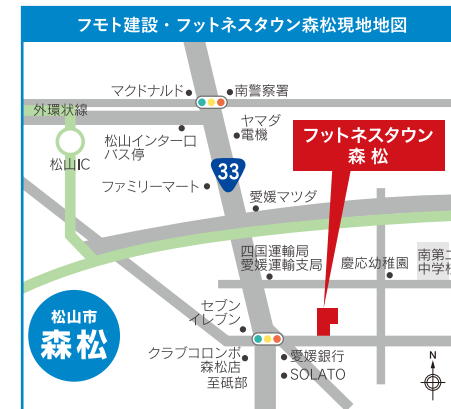 フモト建設・フットネスタウン森松現地地図
マクドナルド
南警察署
外環状線
ヤマダ
電機
松山インター口
バス停
フットネスタウン
森松
松山IC
33
ファミリーマート
愛媛マツダ
四国運輸局
愛媛運輸支局
慶応幼稚園
南第二
中学校
セブン
イレブン
松山市
森松
クラブコロンボ
森松店
至砥部
愛媛銀行
SOLATO
N